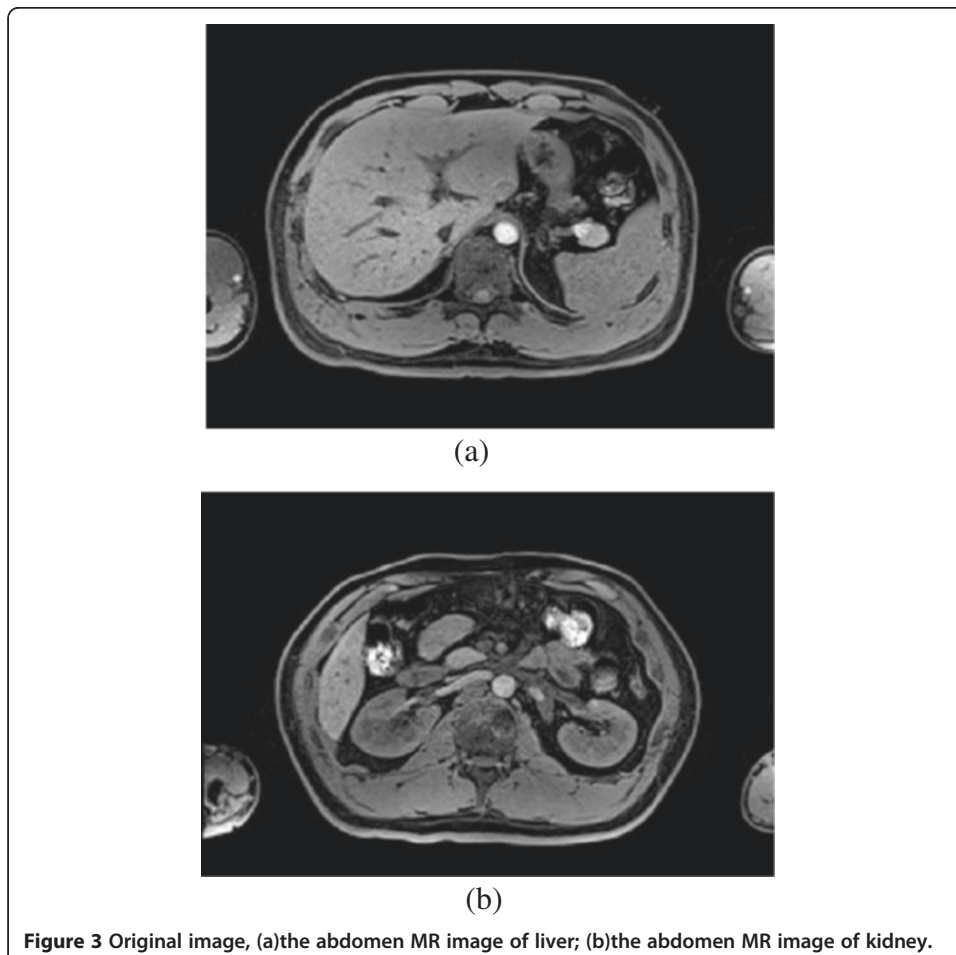 (a)
(b)
Figure 3 Original image, (a)the abdomen MR image of liver; (b)the abdomen MR image of kidney.